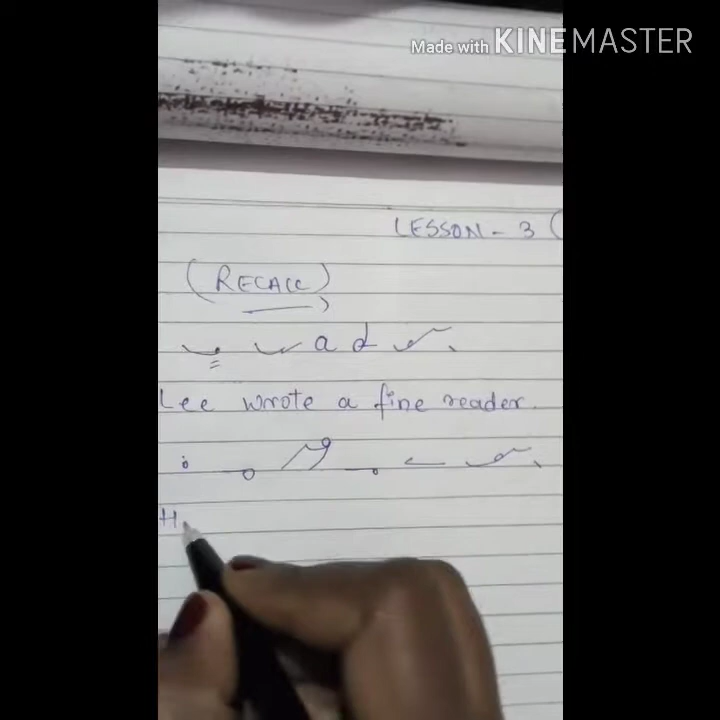 Made with KINEMASTER
LESSON - 3 (
(RECALL)
a
Lee wrote a fine reader.
H